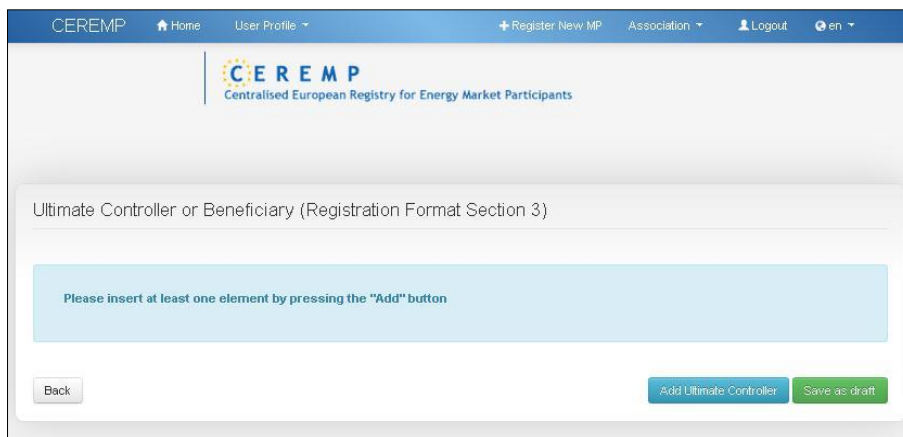 CEREMP Home User Profile Register New MP Association Logout en
CEREMP
Centralised European Registry for Energy Market Participants
Ultimate Controller or Beneficiary (Registration Format Section 3)
Please insert at least one element by pressing the "Add" button
Back Add Ultimate Controller Save as draft